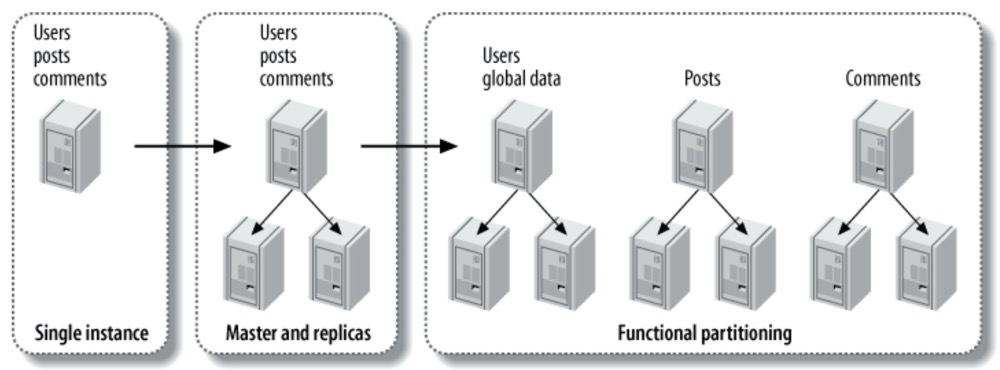 Users
posts
comments
Single instance
Users
posts
comments
Master and replicas
Users
global data
Posts
Comments
Functional partitioning